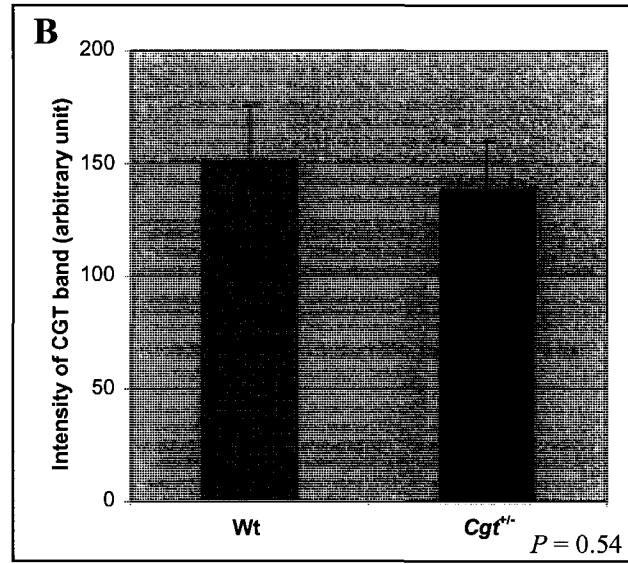 B
200
150
100
50
0
Intensity of CGT band (arbitrary unit)
Wt
Cgt+/-
P = 0.54